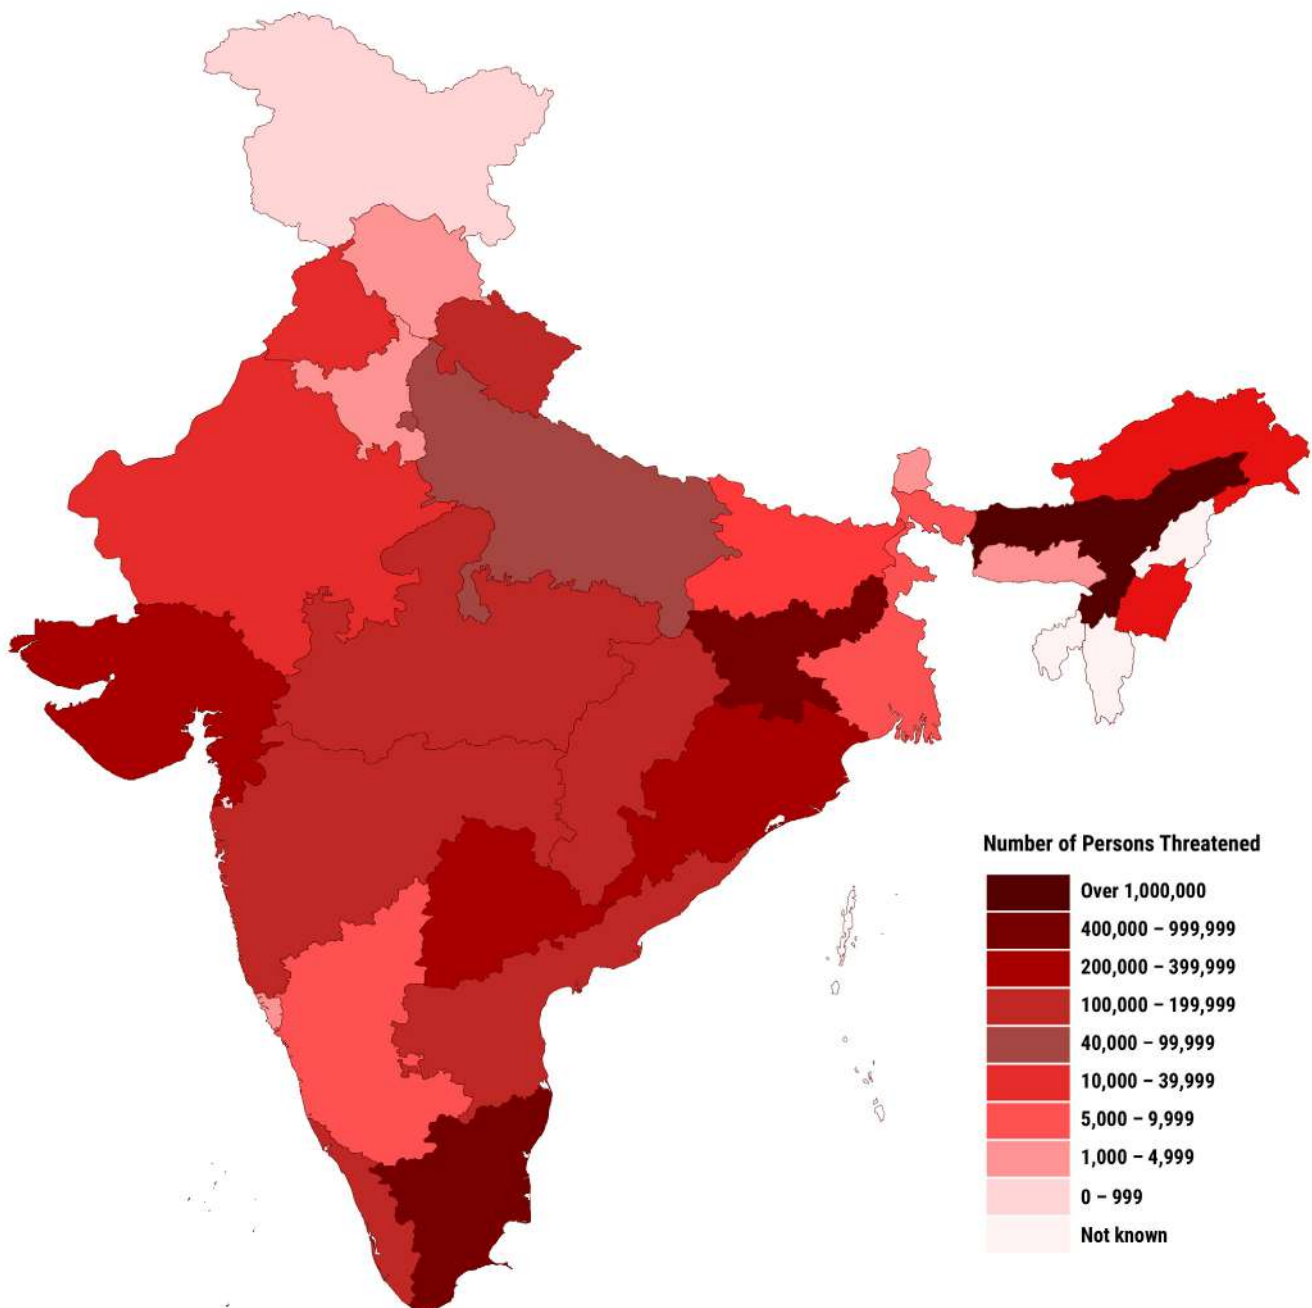 Number of Persons Threatened
Over 1,000,000
400,000 – 999,999
200,000 – 399,999
100,000 – 199,999
40,000 – 99,999
10,000 – 39,999
5,000 – 9,999
1,000 – 4,999
0 – 999
Not known